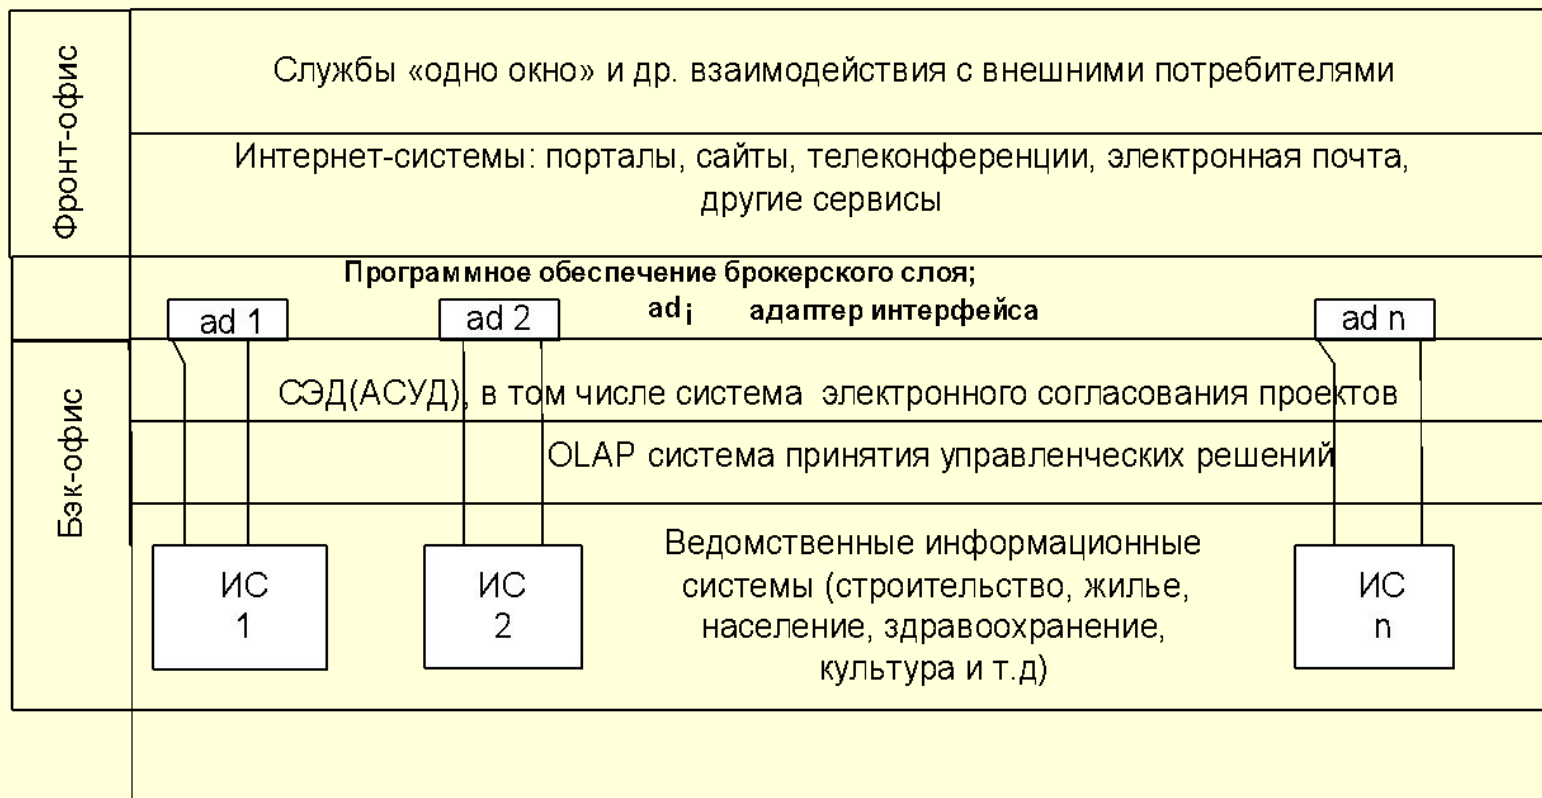 Фронт-офис
Службы «одно окно» и др. взаимодействия с внешними потребителями
Интернет-системы: порталы, сайты, телеконференции, электронная почта,
другие сервисы
Программное обеспечение брокерского слоя;
ad i адаптер интерфейса
ad 1
ad 2
ad n
Бэк-офис
СЭД(АСУД), в том числе система электронного согласования проектов
OLAP система принятия управленческих решений
Ведомственные информационные
системы (строительство, жилье,
население, здравоохранение,
культура и т.д)
ИС
1
ИС
2
ИС
n